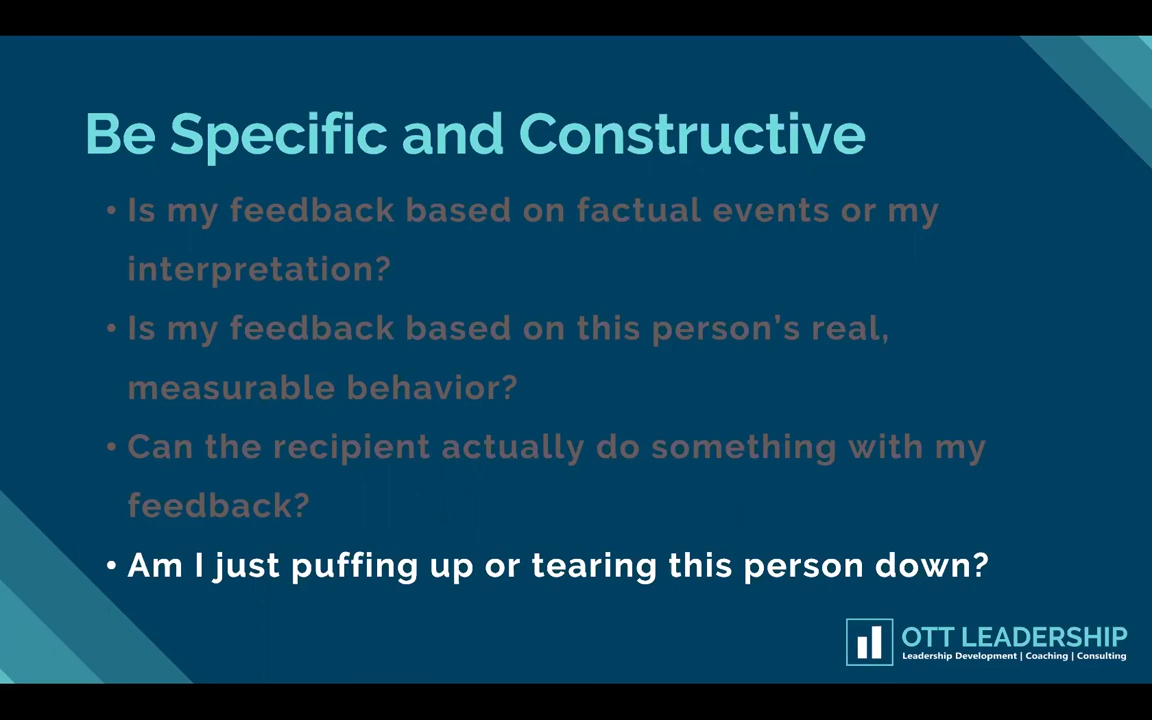 Be Specific and Constructive
• Is my feedback based on factual events or my
interpretation?
• Is my feedback based on this person’s real,
measurable behavior?
• Can the recipient actually do something with my
feedback?
• Am I just puffing up or tearing this person down?
OTT LEADERSHIP
Leadership Development | Coaching | Consulting